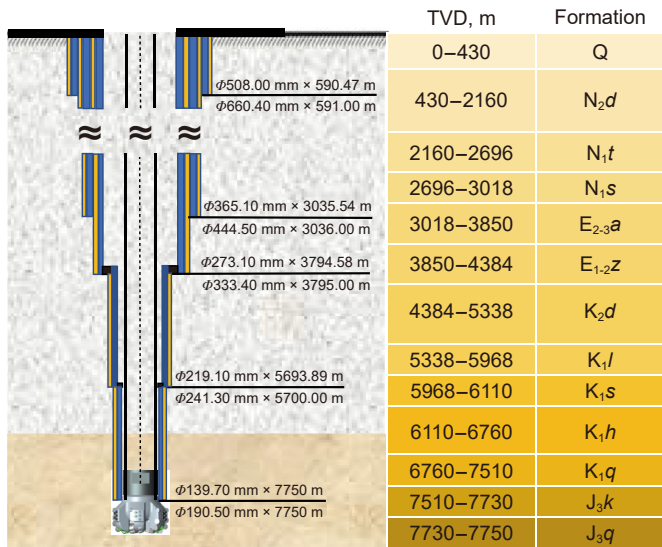 TVD, m Formation
0–430 Q
430–2160 N₂d
2160–2696 N₁t
2696–3018 N₁s
3018–3850 E₂₋₃a
3850–4384 E₁₋₂z
4384–5338 K₂d
5338–5968 K₁l
5968–6110 K₁s
6110–6760 K₁h
6760–7510 K₁q
7510–7730 J₃k
7730–7750 J₃q
Φ508.00 mm × 590.47 m
Φ660.40 mm × 591.00 m
≈ ≈ ≈
Φ365.10 mm × 3035.54 m
Φ444.50 mm × 3036.00 m
Φ273.10 mm × 3794.58 m
Φ333.40 mm × 3795.00 m
Φ219.10 mm × 5693.89 m
Φ241.30 mm × 5700.00 m
Φ139.70 mm × 7750 m
Φ190.50 mm × 7750 m